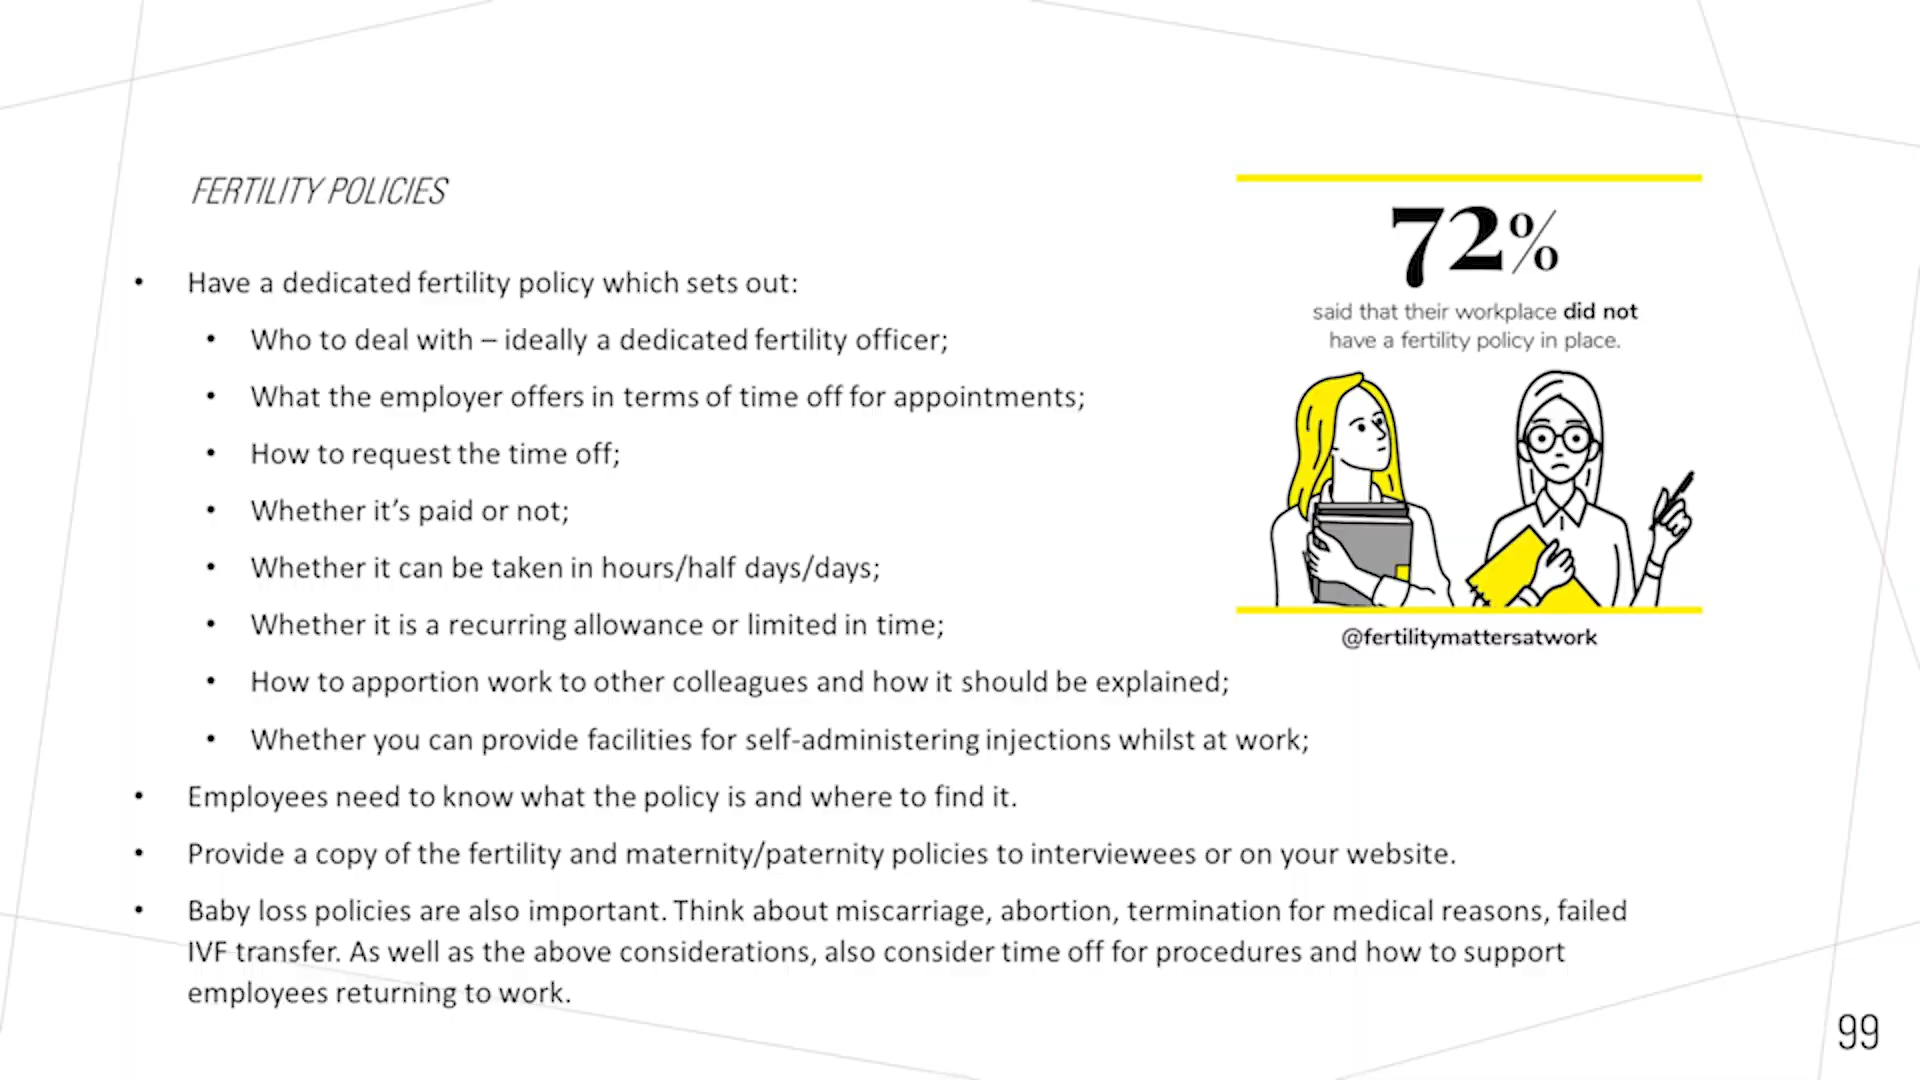 FERTILITY POLICIES
• Have a dedicated fertility policy which sets out:
• Who to deal with – ideally a dedicated fertility officer;
• What the employer offers in terms of time off for appointments;
• How to request the time off;
• Whether it’s paid or not;
• Whether it can be taken in hours/half days/days;
• Whether it is a recurring allowance or limited in time;
• How to apportion work to other colleagues and how it should be explained;
• Whether you can provide facilities for self-administering injections whilst at work;
• Employees need to know what the policy is and where to find it.
• Provide a copy of the fertility and maternity/paternity policies to interviewees or on your website.
• Baby loss policies are also important. Think about miscarriage, abortion, termination for medical reasons, failed
IVF transfer. As well as the above considerations, also consider time off for procedures and how to support
employees returning to work.
72%
said that their workplace did not
have a fertility policy in place.
@fertilitymattersatwork
99